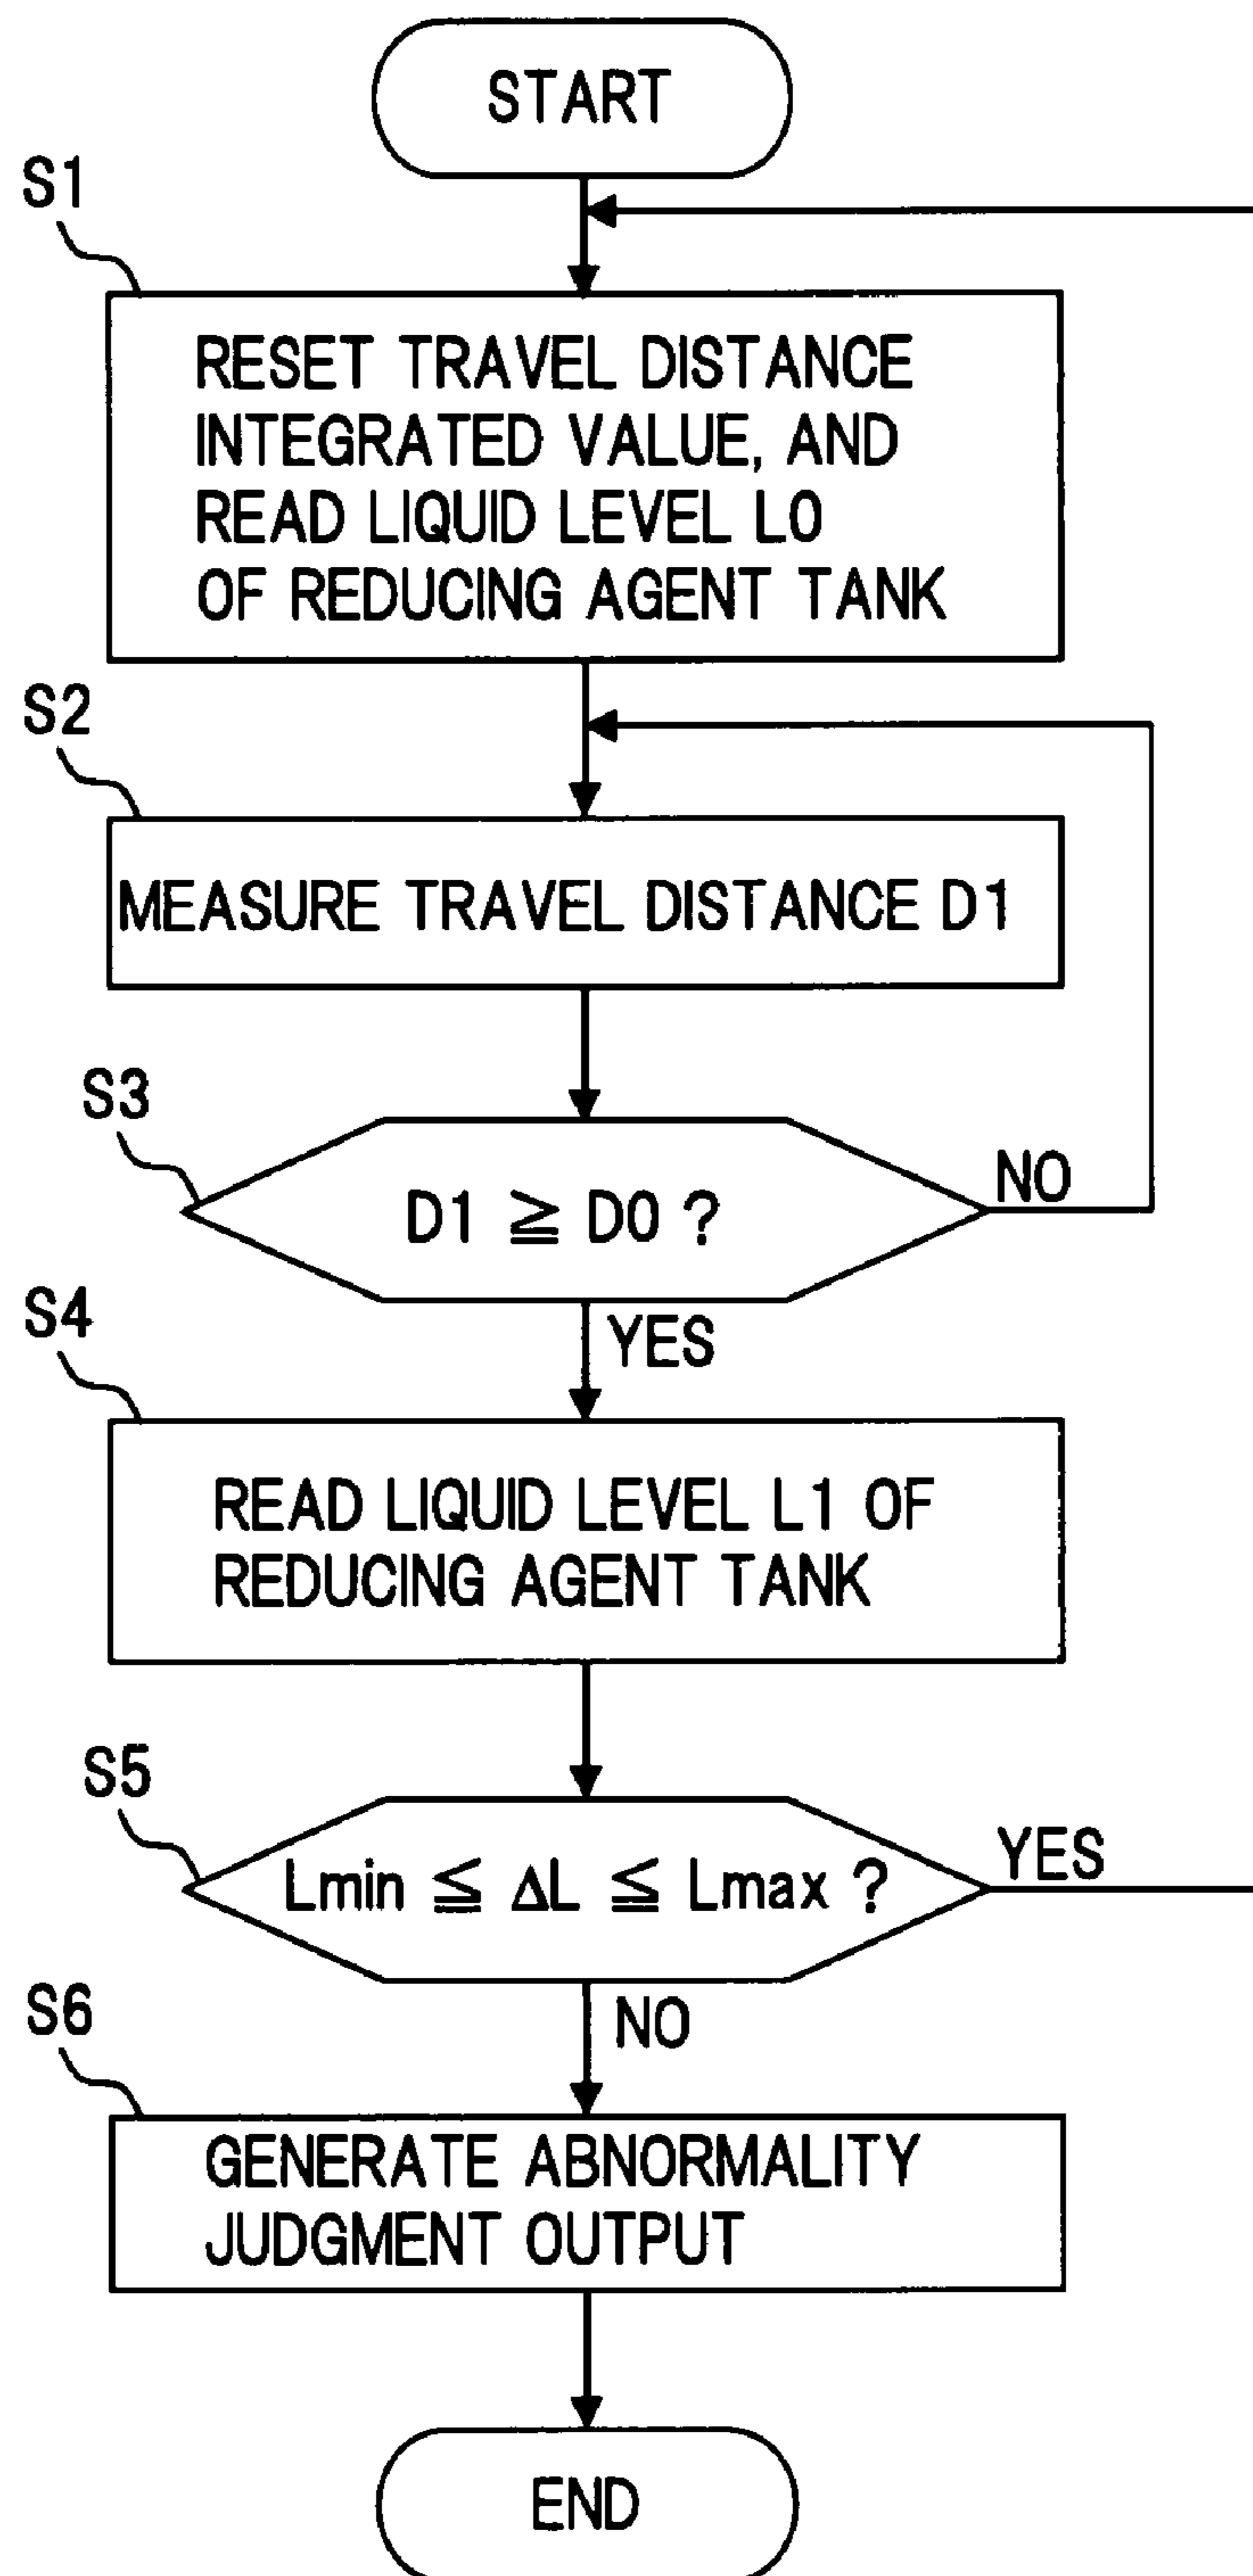 START
S1
RESET TRAVEL DISTANCE
INTEGRATED VALUE, AND
READ LIQUID LEVEL L0
OF REDUCING AGENT TANK
S2
MEASURE TRAVEL DISTANCE D1
S3
D1 ≧ D0 ?
NO
YES
S4
READ LIQUID LEVEL L1 OF
REDUCING AGENT TANK
S5
Lmin ≦ ΔL ≦ Lmax ?
YES
NO
S6
GENERATE ABNORMALITY
JUDGMENT OUTPUT
END